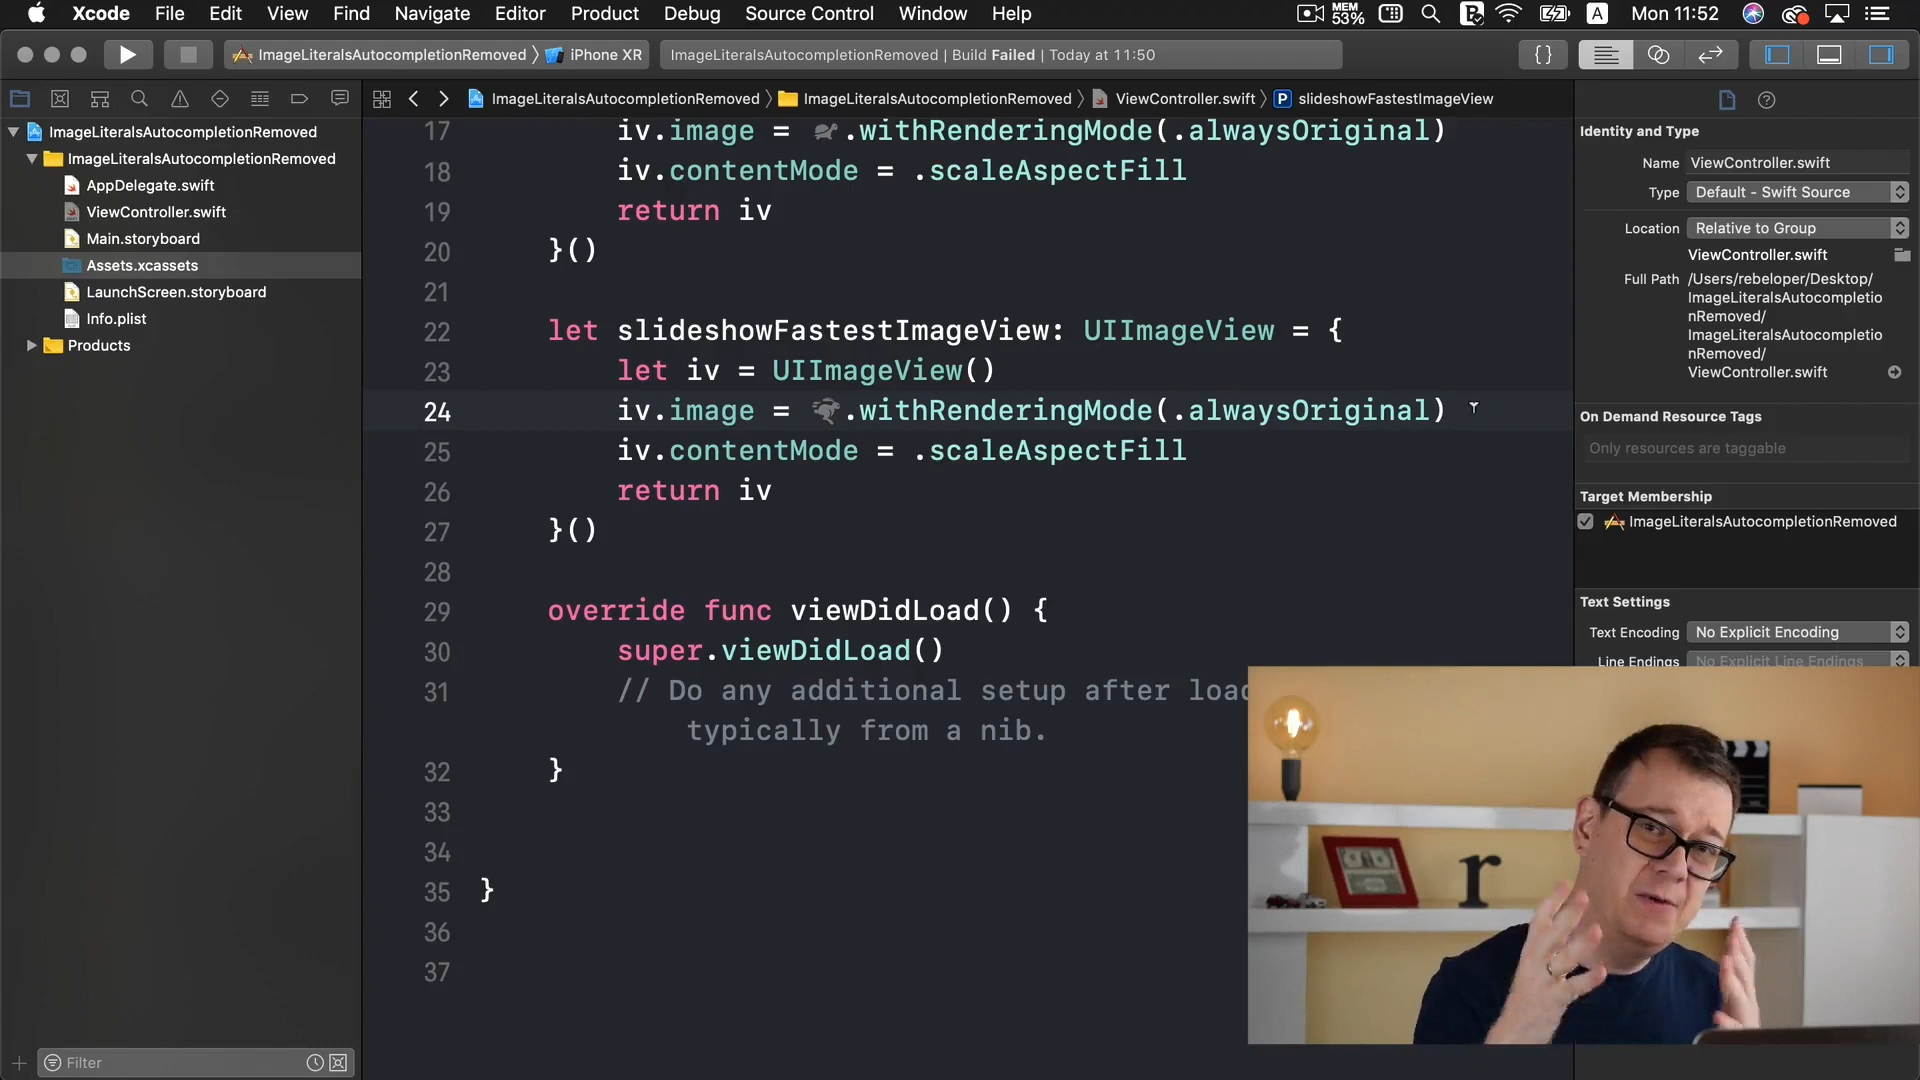 Xcode File Edit View Find Navigate Editor Product Debug Source Control Window Help MEM 53% A Mon 11:52
ImageLiteralsAutocompletionRemoved iPhone XR ImageLiteralsAutocompletionRemoved | Build Failed | Today at 11:50 {}
ImageLiteralsAutocompletionRemoved ImageLiteralsAutocompletionRemoved ViewController.swift P slideshowFastestImageView
ImageLiteralsAutocompletionRemoved
ImageLiteralsAutocompletionRemoved
AppDelegate.swift
ViewController.swift
Main.storyboard
Assets.xcassets
LaunchScreen.storyboard
Info.plist
Products
Filter
17 iv.image = .withRenderingMode(.alwaysOriginal)
18 iv.contentMode = .scaleAspectFill
19 return iv
20 }()
21
22 let slideshowFastestImageView: UIImageView = {
23 let iv = UIImageView()
24 iv.image = .withRenderingMode(.alwaysOriginal)
25 iv.contentMode = .scaleAspectFill
26 return iv
27 }()
28
29 override func viewDidLoad() {
30 super.viewDidLoad()
31 // Do any additional setup after load
typically from a nib.
32 }
33
34
35 }
36
37
Identity and Type
Name ViewController.swift
Type Default - Swift Source
Location Relative to Group
ViewController.swift
Full Path /Users/rebeloper/Desktop/
ImageLiteralsAutocompletio
nRemoved/
ImageLiteralsAutocompletio
nRemoved/
ViewController.swift
On Demand Resource Tags
Only resources are taggable
Target Membership
ImageLiteralsAutocompletionRemoved
Text Settings
Text Encoding No Explicit Encoding
Line Endings No Explicit Line Endings
r